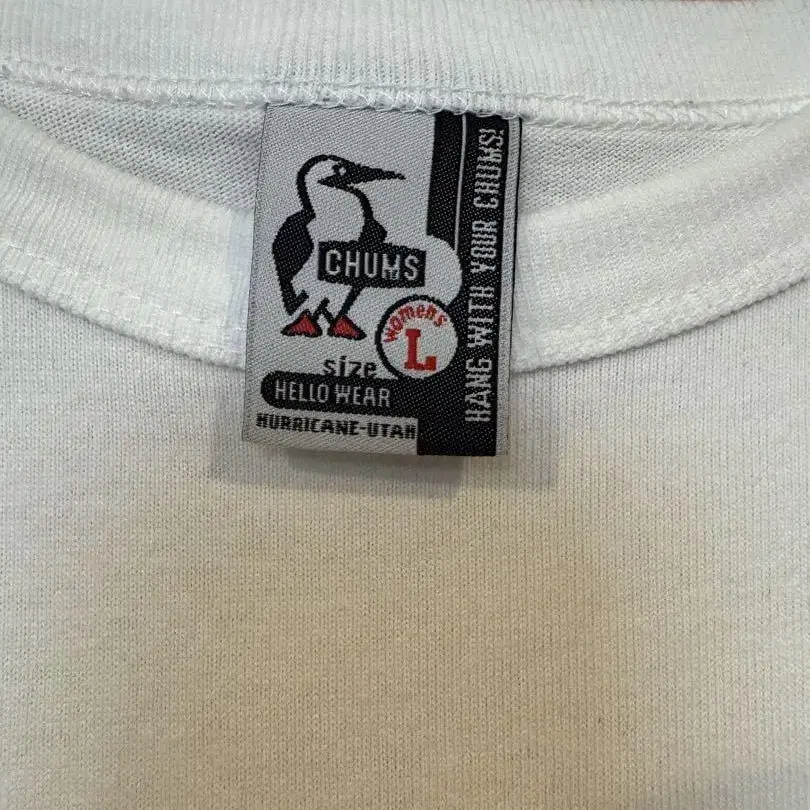 CHUMS
women's
L
size
HELLO WEAR
HURRICANE-UTAH
HANG WITH YOUR CHUMS!